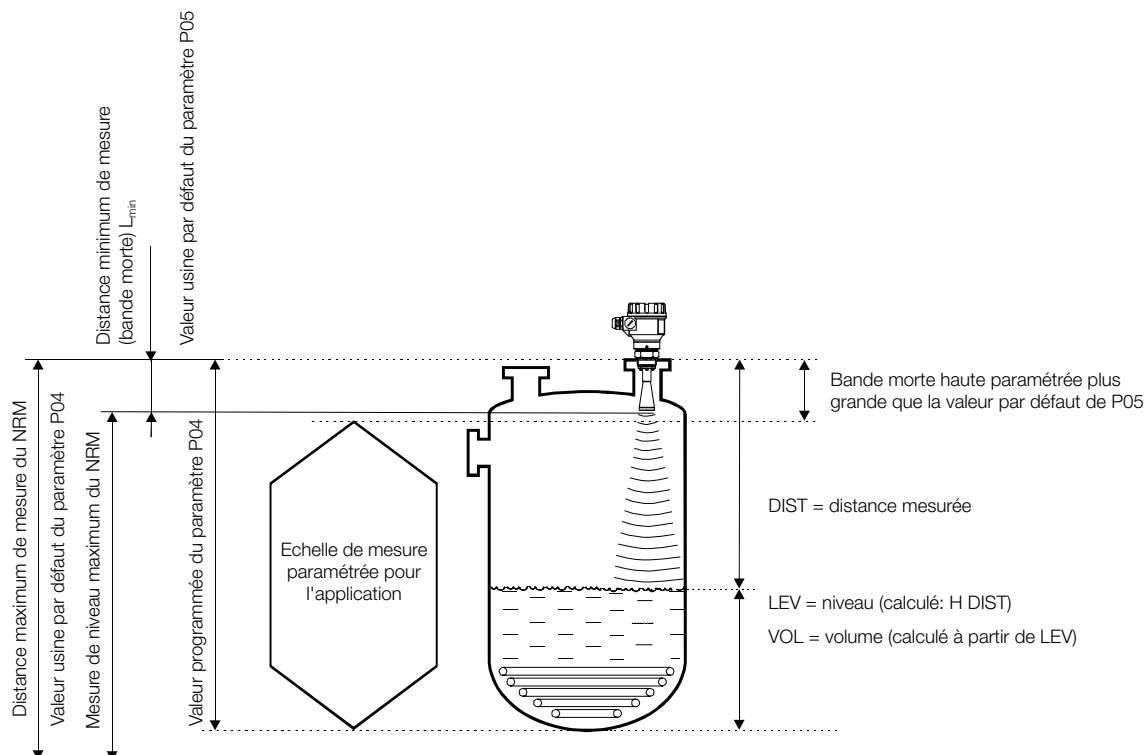 Distance minimum de mesure
(bande morte) Lmin
Valeur usine par défaut du paramètre P05
Distance maximum de mesure du NRM
Valeur usine par défaut du paramètre P04
Mesure de niveau maximum du NRM
Valeur programmée du paramètre P04
Echelle de mesure
paramétrée pour
l'application
Bande morte haute paramétrée plus
grande que la valeur par défaut de P05
DIST = distance mesurée
LEV = niveau (calculé: H DIST)
VOL = volume (calculé à partir de LEV)